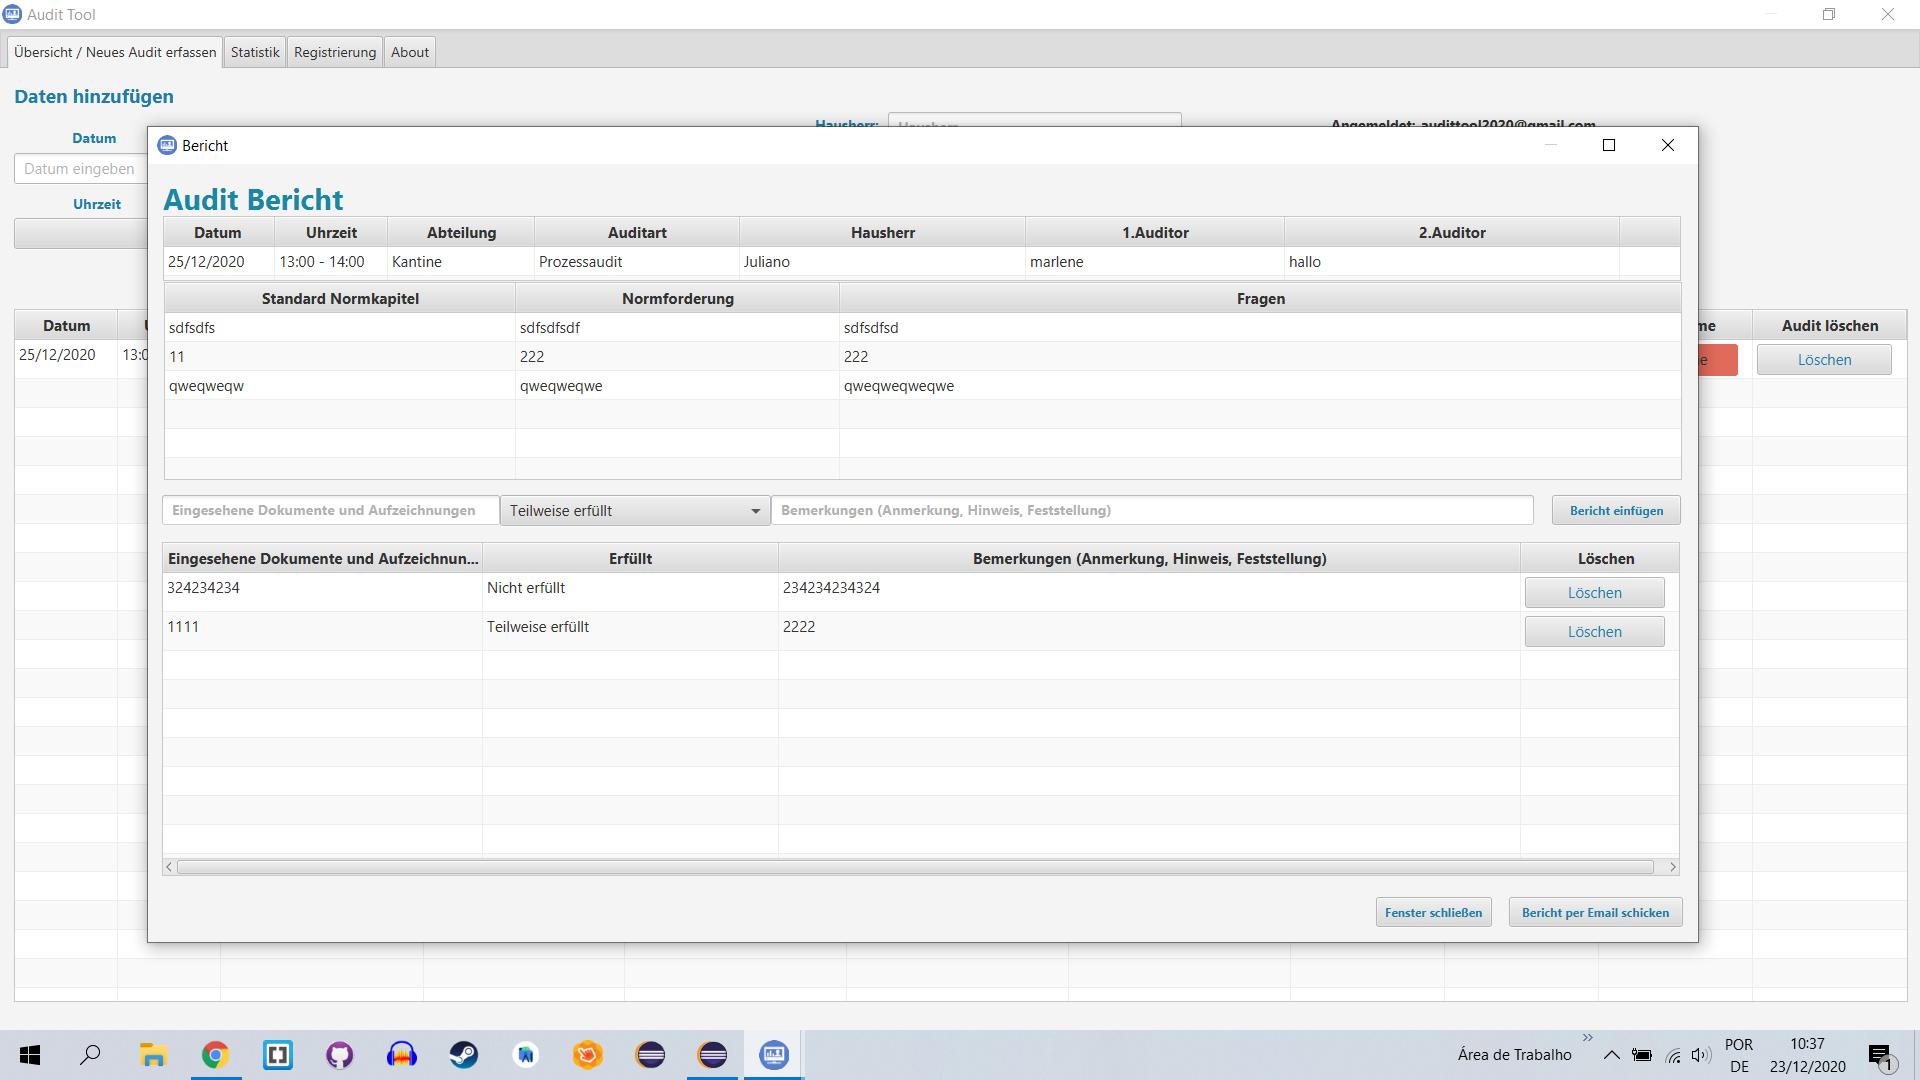 Audit Tool
Übersicht / Neues Audit erfassen Statistik Registrierung About
Daten hinzufügen
Hausherr: Hausherr Angemeldet: audittool2020@gmail.com
Datum
Datum eingeben
Uhrzeit
Bericht
Audit Bericht
Datum Uhrzeit Abteilung Auditart Hausherr 1.Auditor 2.Auditor
25/12/2020 13:00 - 14:00 Kantine Prozessaudit Juliano marlene hallo
Standard Normkapitel Normforderung Fragen
sdfsdfs sdfsdfsdf sdfsdfsd
11 222 222
qweqweqw qweqweqwe qweqweqweqwe
Eingesehene Dokumente und Aufzeichnungen Teilweise erfüllt Bemerkungen (Anmerkung, Hinweis, Feststellung) Bericht einfügen
Eingesehene Dokumente und Aufzeichnun... Erfüllt Bemerkungen (Anmerkung, Hinweis, Feststellung) Löschen
324234234 Nicht erfüllt 234234234324 Löschen
1111 Teilweise erfüllt 2222 Löschen
Fenster schließen Bericht per Email schicken
Datum Audit löschen
25/12/2020 Löschen
Área de Trabalho
POR
DE
10:37
23/12/2020
1